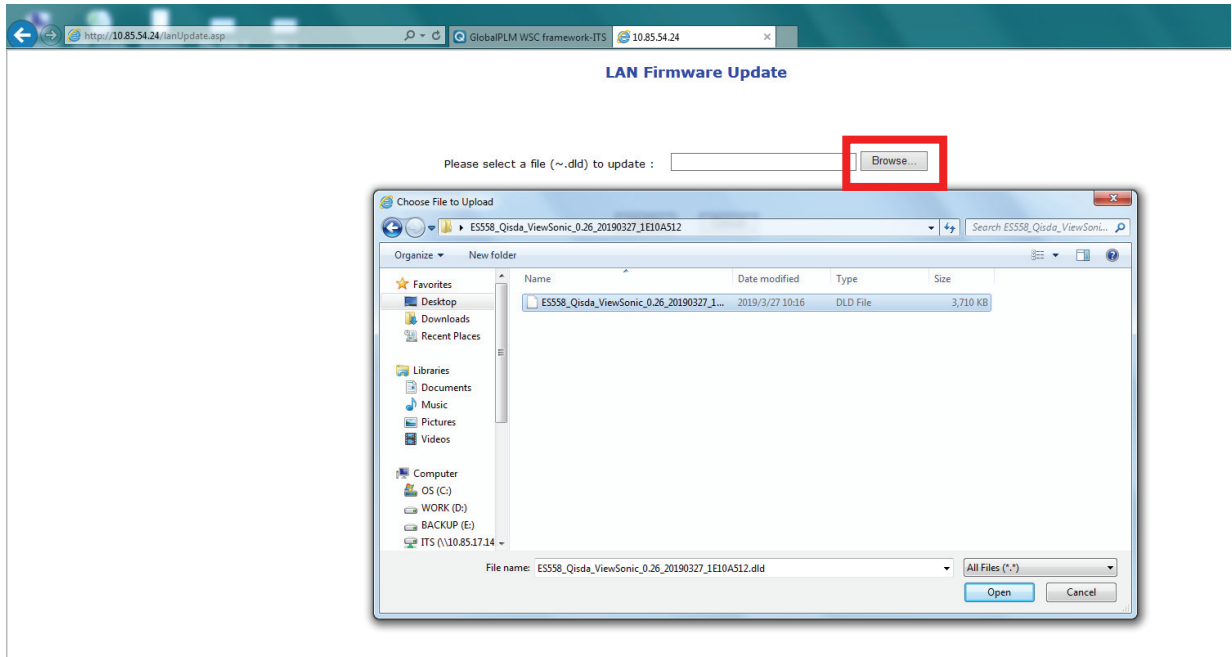 http://10.85.54.24/lanUpdate.asp
GlobalPLM WSC framework-ITS
10.85.54.24
LAN Firmware Update
Please select a file (~.dld) to update :
Browse...
Choose File to Upload
ES558_Qisda_ViewSonic_0.26_20190327_1E10A512
Search ES558_Qisda_ViewSoni...
Organize
New folder
Name Date modified Type Size
ES558_Qisda_ViewSonic_0.26_20190327_1... 2019/3/27 10:16 DLD File 3,710 KB
Favorites
Desktop
Downloads
Recent Places
Libraries
Documents
Music
Pictures
Videos
Computer
OS (C:)
WORK (D:)
BACKUP (E:)
ITS (\\10.85.17.14
File name: ES558_Qisda_ViewSonic_0.26_20190327_1E10A512.dld
All Files (*.*)
Open
Cancel